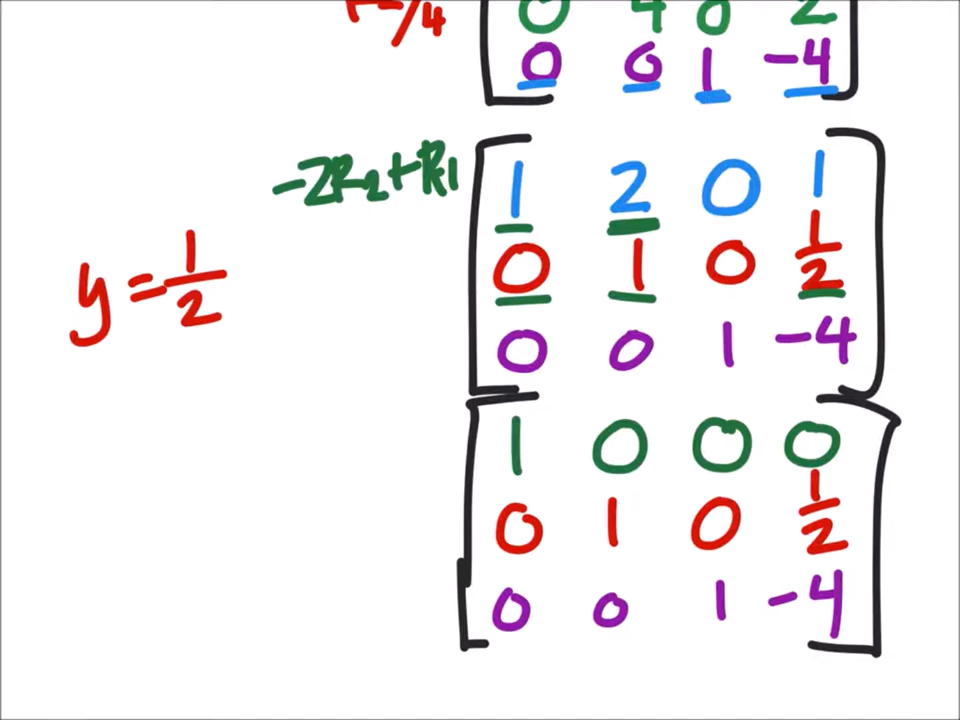 0 4 0 2
0 0 1 -4
-2R2+R1
1 2 0 1
0 1 0 1/2
0 0 1 -4
y=1/2
1 0 0 0
0 1 0 1/2
0 0 1 -4